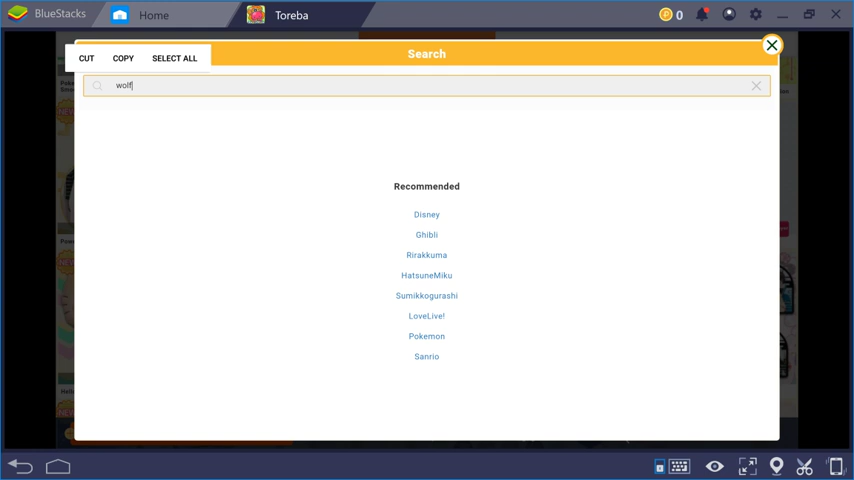 BlueStacks Home Toreba 0
CUT COPY SELECT ALL Search
wolf
Recommended
Disney
Ghibli
Rirakkuma
HatsuneMiku
Sumikkogurashi
LoveLive!
Pokemon
Sanrio